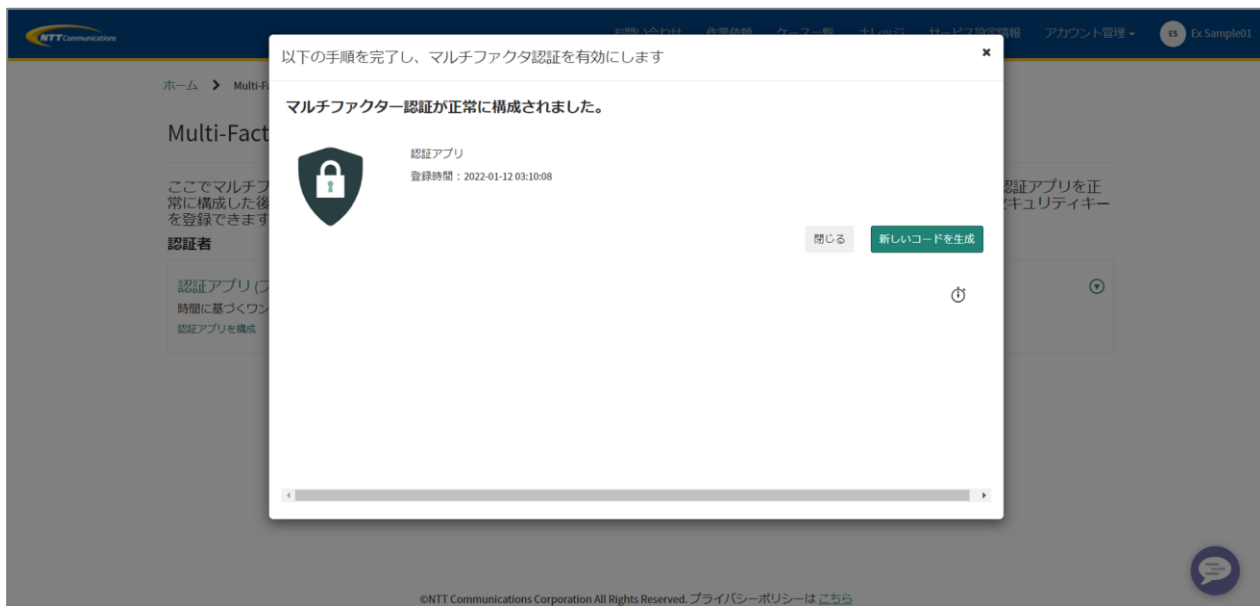 NTT Communications
お問い合わせ 作業依頼 ケース一覧 ナレッジ サービス設定情報 アカウント管理 ES Ex Sample01
以下の手順を完了し、マルチファクタ認証を有効にします ×
ホーム > Multi-F
マルチファクター認証が正常に構成されました。
Multi-Fact
認証アプリ
登録時間：2022-01-12 03:10:08
ここでマルチフ 認証アプリを正
常に構成した後 セキュリティキー
を登録できます
閉じる 新しいコードを生成
認証者
認証アプリ (フ
時間に基づくワン
認証アプリを構成
©NTT Communications Corporation All Rights Reserved. プライバシーポリシーは こちら